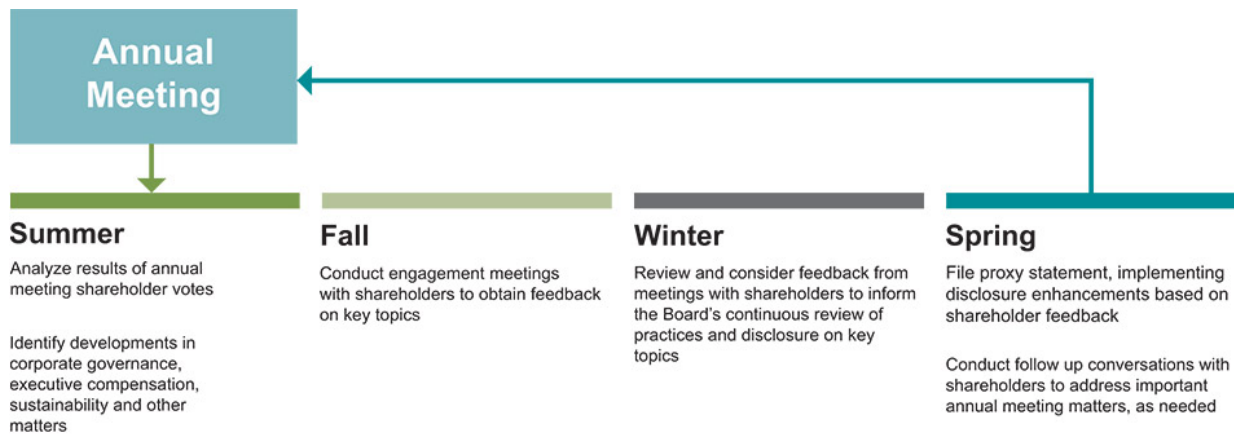 Annual
Meeting
Summer
Analyze results of annual
meeting shareholder votes
Identify developments in
corporate governance,
executive compensation,
sustainability and other
matters
Fall
Conduct engagement meetings
with shareholders to obtain feedback
on key topics
Winter
Review and consider feedback from
meetings with shareholders to inform
the Board’s continuous review of
practices and disclosure on key
topics
Spring
File proxy statement, implementing
disclosure enhancements based on
shareholder feedback
Conduct follow up conversations with
shareholders to address important
annual meeting matters, as needed